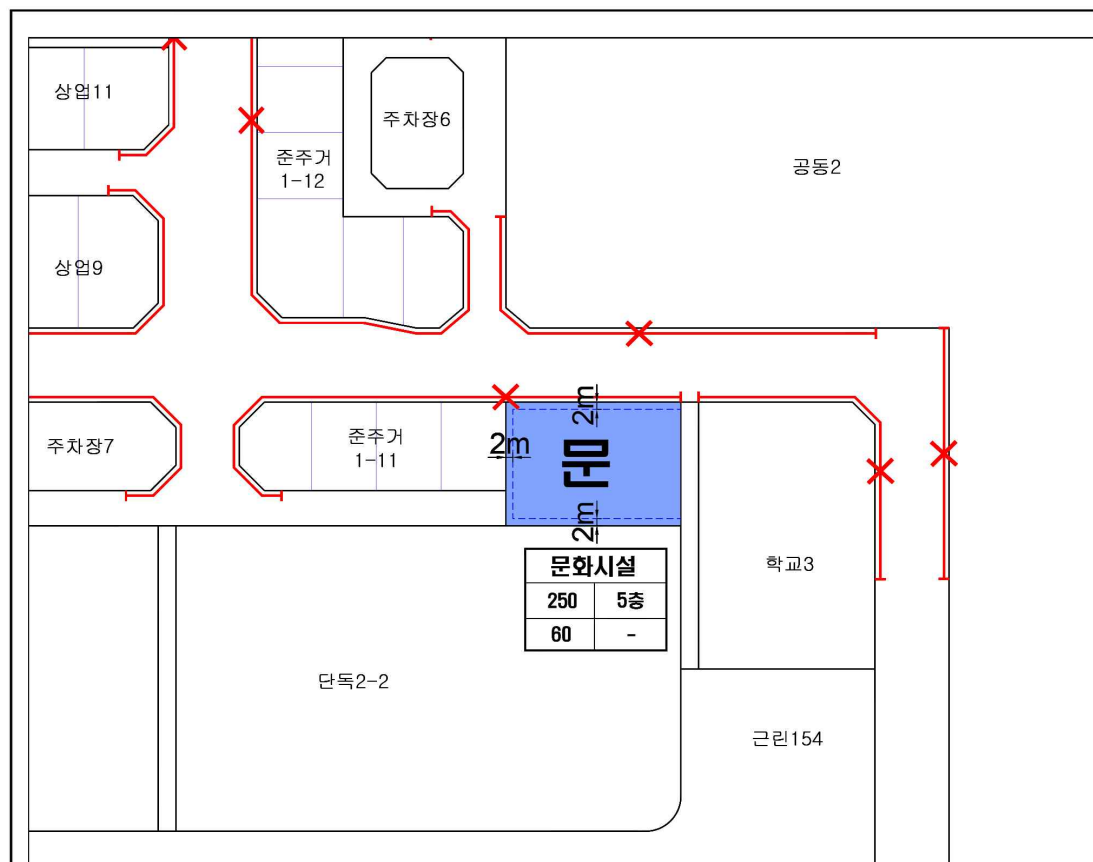 상업11
주차장6
준주거
1-12
공동2
상업9
2m
주차장7
준주거
1-11
2m
문
2m
문화시설
250 5층
60 -
학교3
단독2-2
근린154